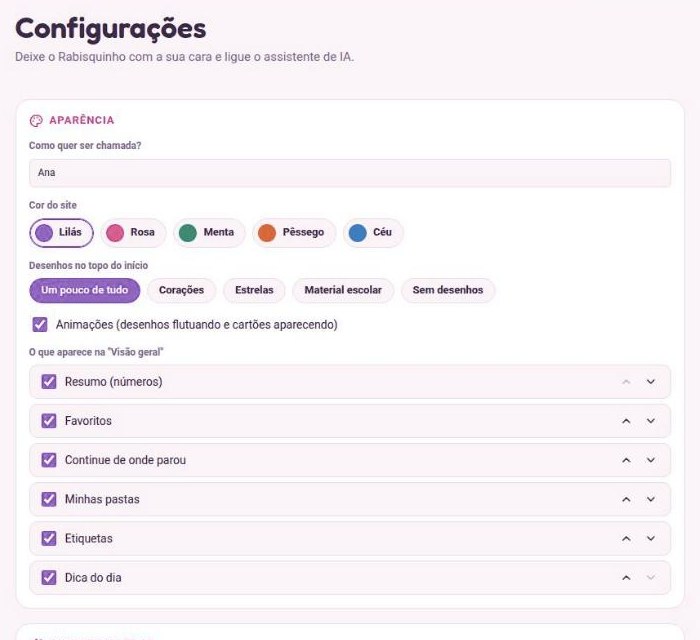 Configurações
Deixe o Rabisquinho com a sua cara e ligue o assistente de IA.
APARÊNCIA
Como quer ser chamada?
Ana
Cor do site
Lilás Rosa Menta Pêssego Céu
Desenhos no topo do início
Um pouco de tudo Corações Estrelas Material escolar Sem desenhos
Animações (desenhos flutuando e cartões aparecendo)
O que aparece na "Visão geral"
Resumo (números)
Favoritos
Continue de onde parou
Minhas pastas
Etiquetas
Dica do dia